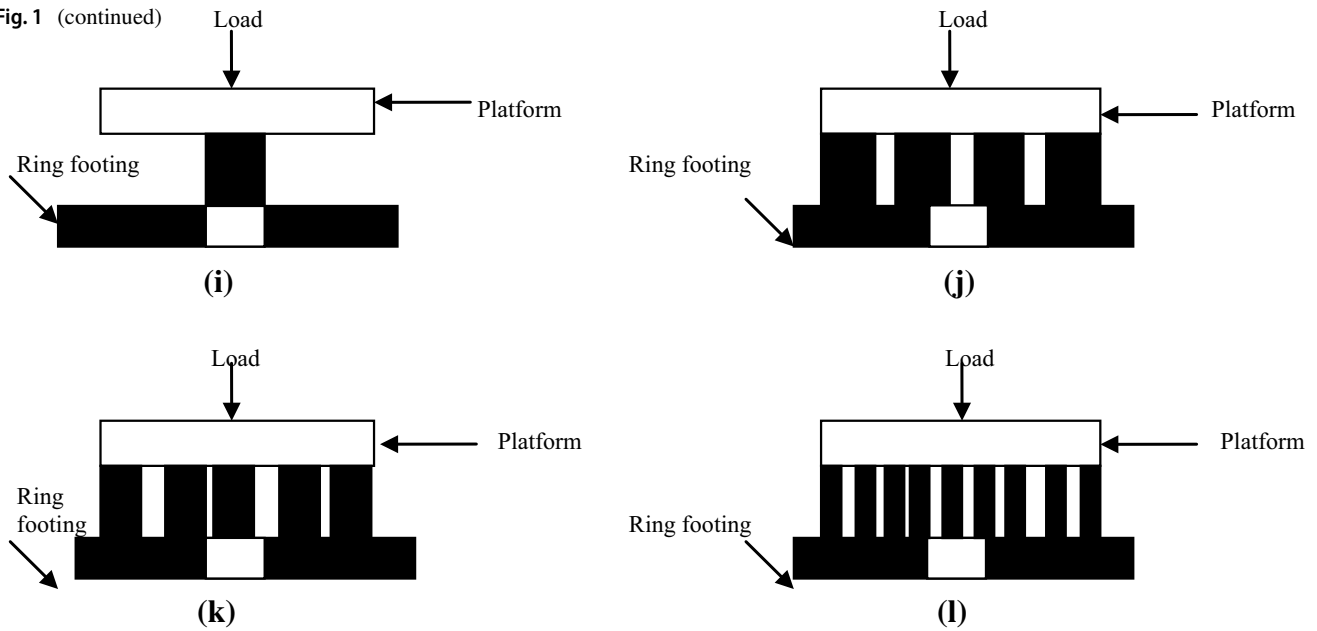 Fig. 1 (continued)
Load
Platform
Ring footing
(i)
Load
Platform
Ring footing
(j)
Load
Platform
Ring
footing
(k)
Load
Platform
Ring footing
(l)